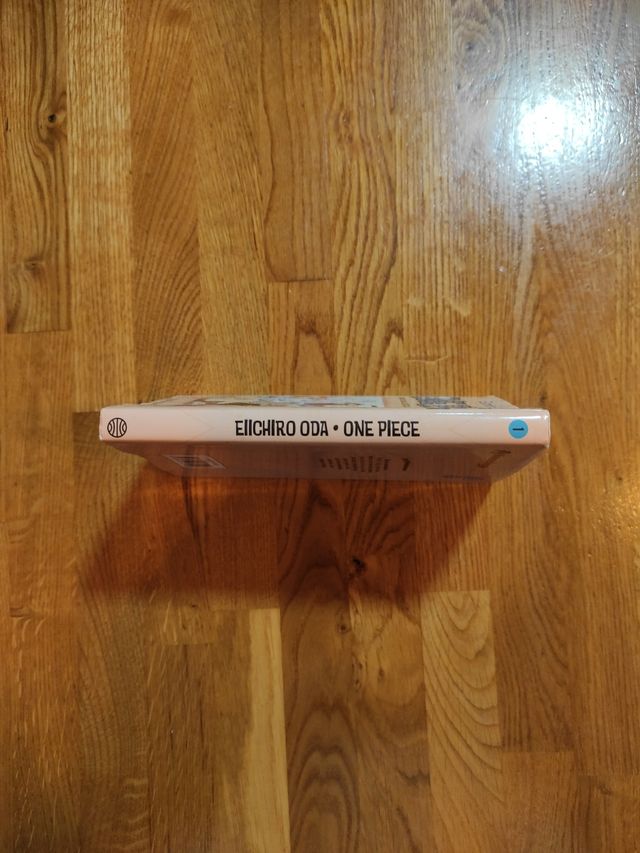 EIICHIRO ODA • ONE PIECE
1